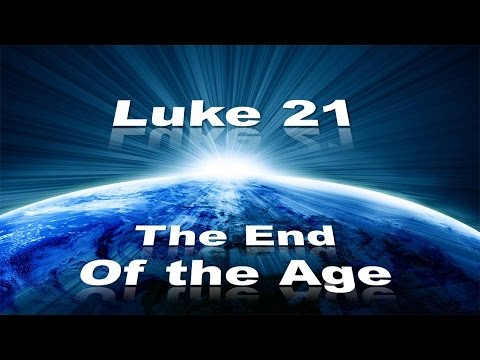 Luke 21
The End
Of the Age